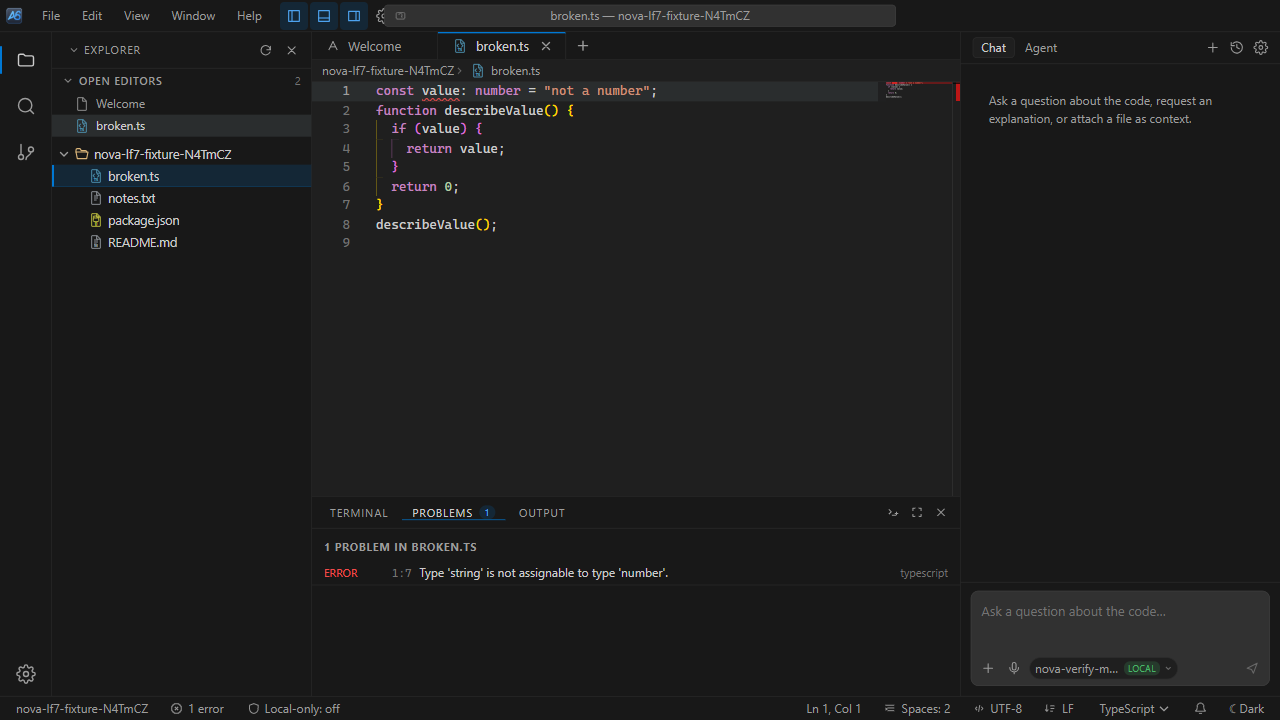 File Edit View Window Help
broken.ts — nova-lf7-fixture-N4TmCZ
EXPLORER
OPEN EDITORS 2
Welcome
broken.ts
nova-lf7-fixture-N4TmCZ
broken.ts
notes.txt
package.json
README.md
Welcome broken.ts
nova-lf7-fixture-N4TmCZ > broken.ts
1 const value: number = "not a number";
2 function describeValue() {
3 if (value) {
4 return value;
5 }
6 return 0;
7 }
8 describeValue();
9
TERMINAL PROBLEMS 1 OUTPUT
1 PROBLEM IN BROKEN.TS
ERROR 1:7 Type 'string' is not assignable to type 'number'. typescript
Chat Agent
Ask a question about the code, request an
explanation, or attach a file as context.
Ask a question about the code...
nova-verify-m... LOCAL
nova-lf7-fixture-N4TmCZ 1 error Local-only: off Ln 1, Col 1 Spaces: 2 UTF-8 LF TypeScript Dark